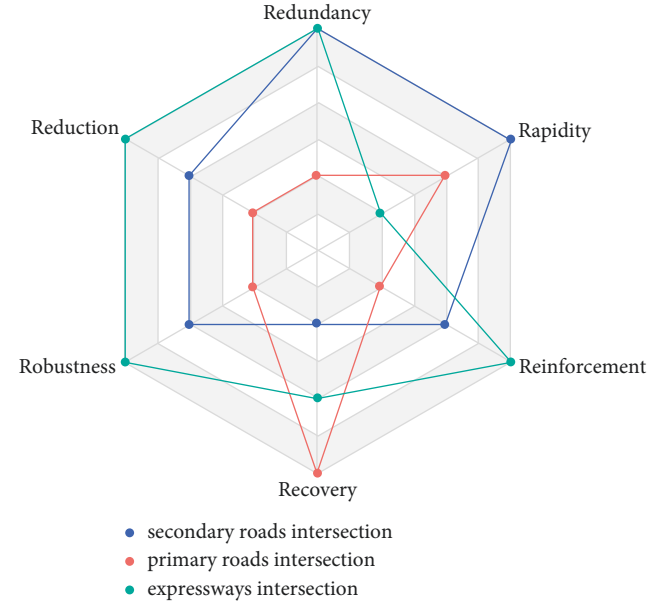 Redundancy
Reduction
Rapidity
Robustness
Reinforcement
Recovery
secondary roads intersection
primary roads intersection
expressways intersection